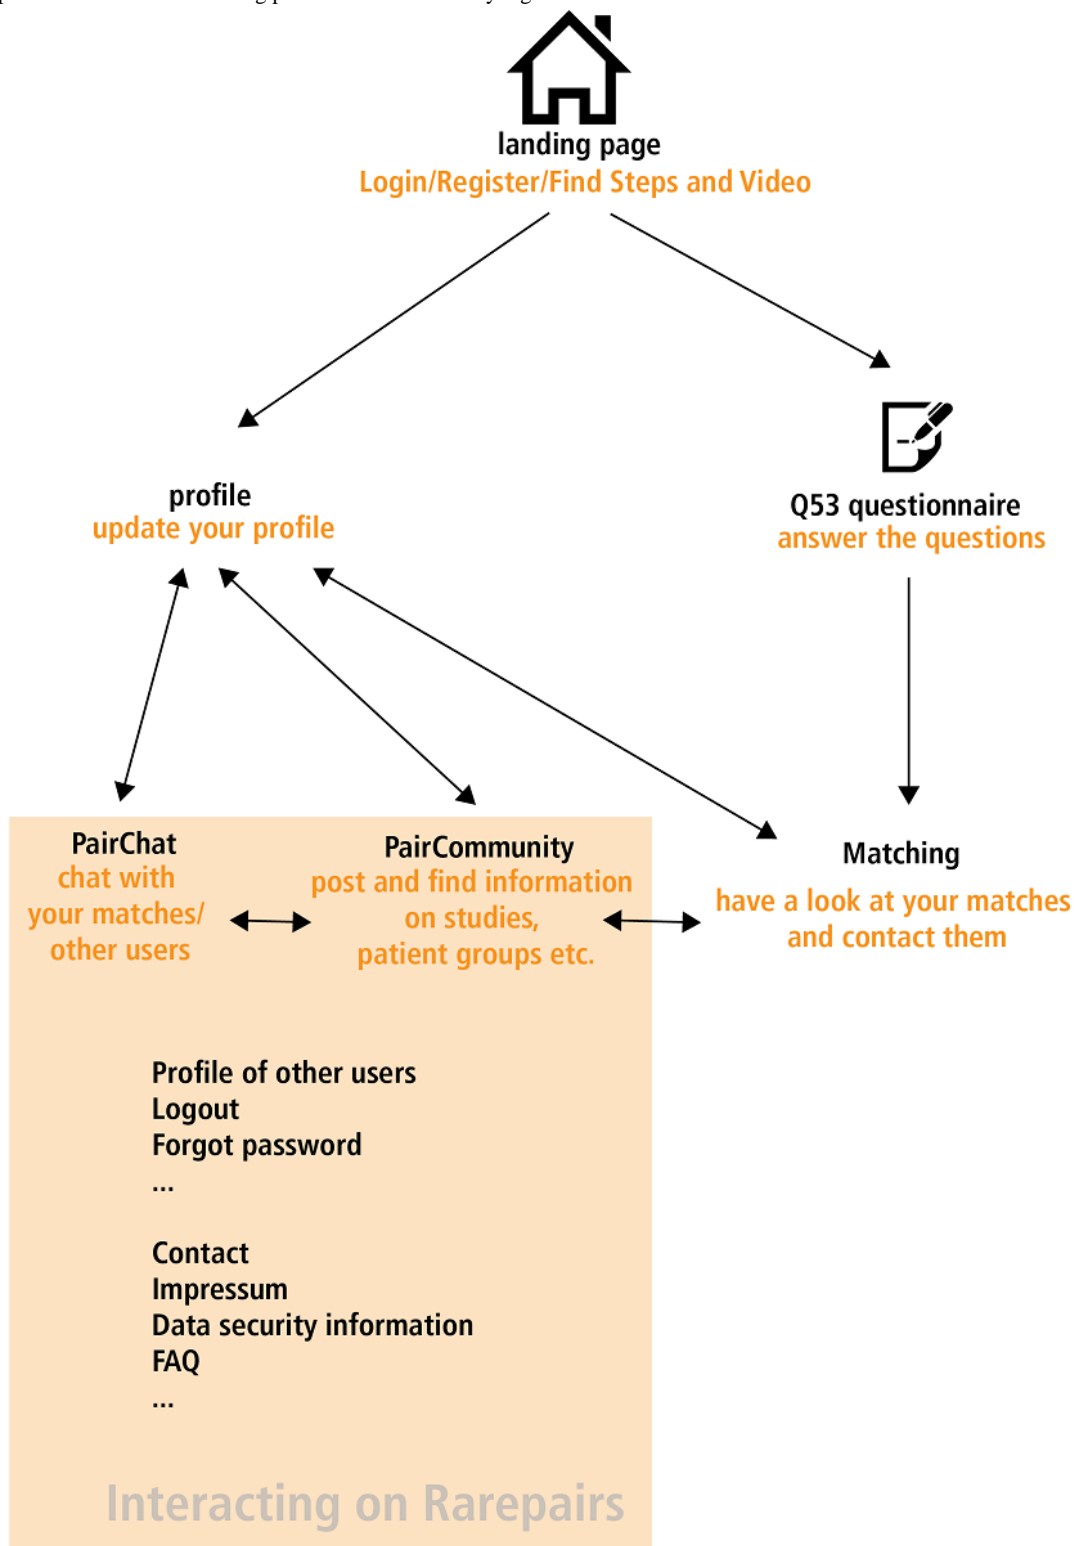 landing page
Login/Register/Find Steps and Video
profile
update your profile
Q53 questionnaire
answer the questions
PairChat
chat with
your matches/
other users
PairCommunity
post and find information
on studies,
patient groups etc.
Matching
have a look at your matches
and contact them
Profile of other users
Logout
Forgot password
...
Contact
Impressum
Data security information
FAQ
...
Interacting on Rarepairs